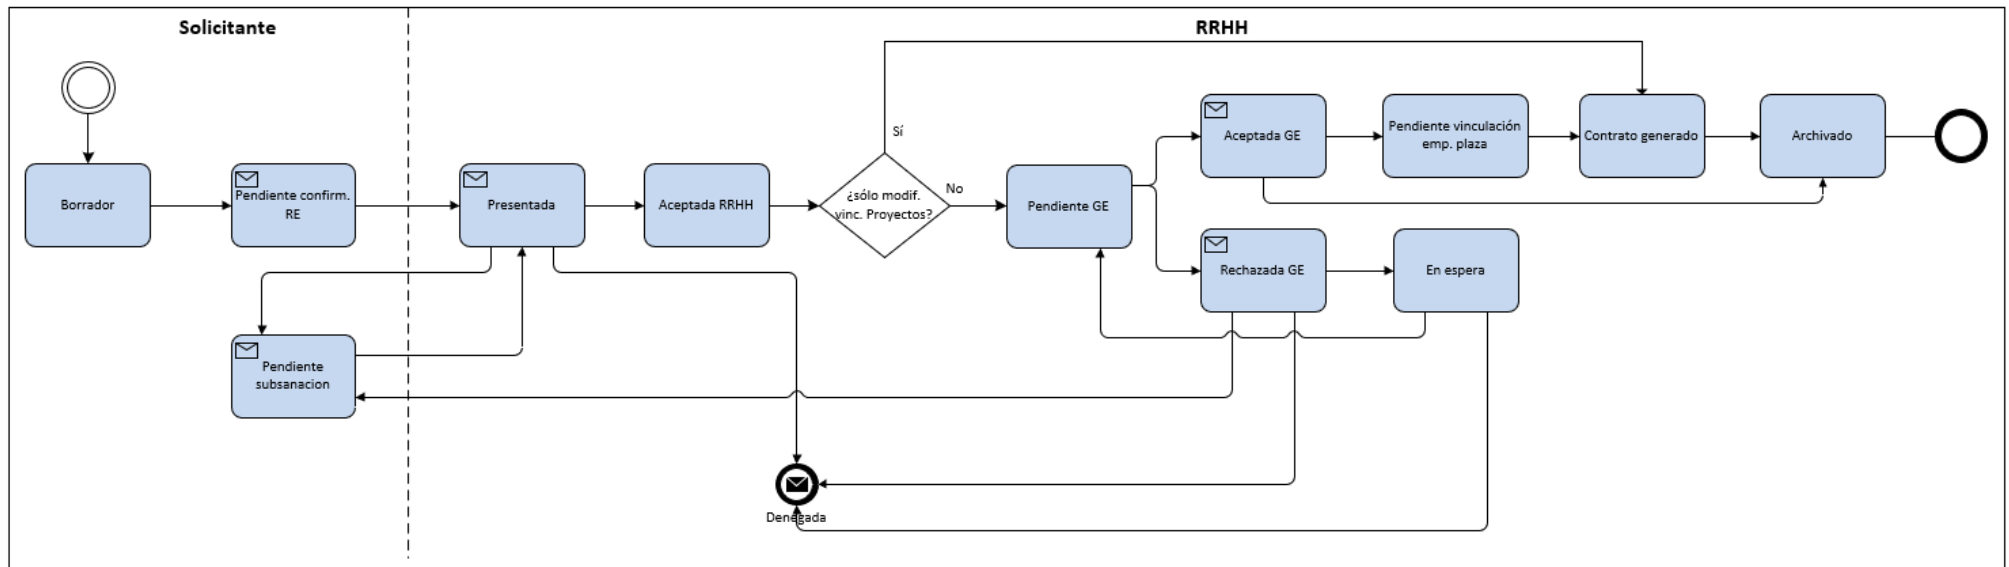 Solicitante
RRHH
Sí
Aceptada GE
Pendiente vinculación
emp. plaza
Contrato generado
Archivado
Borrador
Pendiente confirm.
RE
Presentada
Aceptada RRHH
¿sólo modif.
vinc. Proyectos?
No
Pendiente GE
Rechazada GE
En espera
Pendiente
subsanacion
Denegada